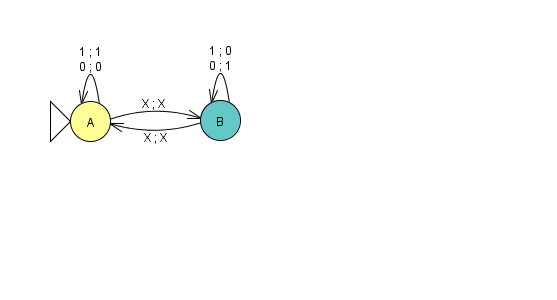 1 ; 1
0 ; 0
1 ; 0
0 ; 1
X ; X
A
B
X ; X